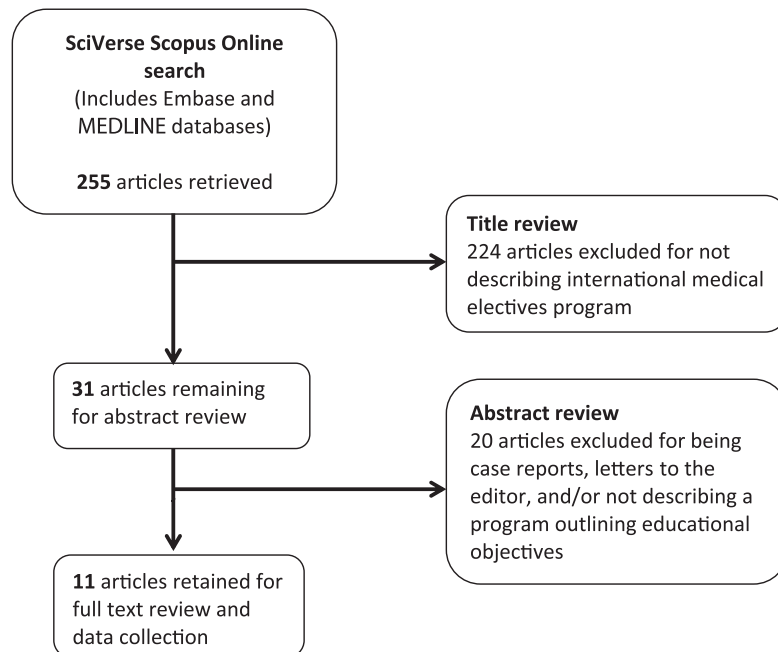 SciVerse Scopus Online
search
(Includes Embase and
MEDLINE databases)
255 articles retrieved
Title review
224 articles excluded for not
describing international medical
electives program
31 articles remaining
for abstract review
Abstract review
20 articles excluded for being
case reports, letters to the
editor, and/or not describing a
program outlining educational
objectives
11 articles retained for
full text review and
data collection